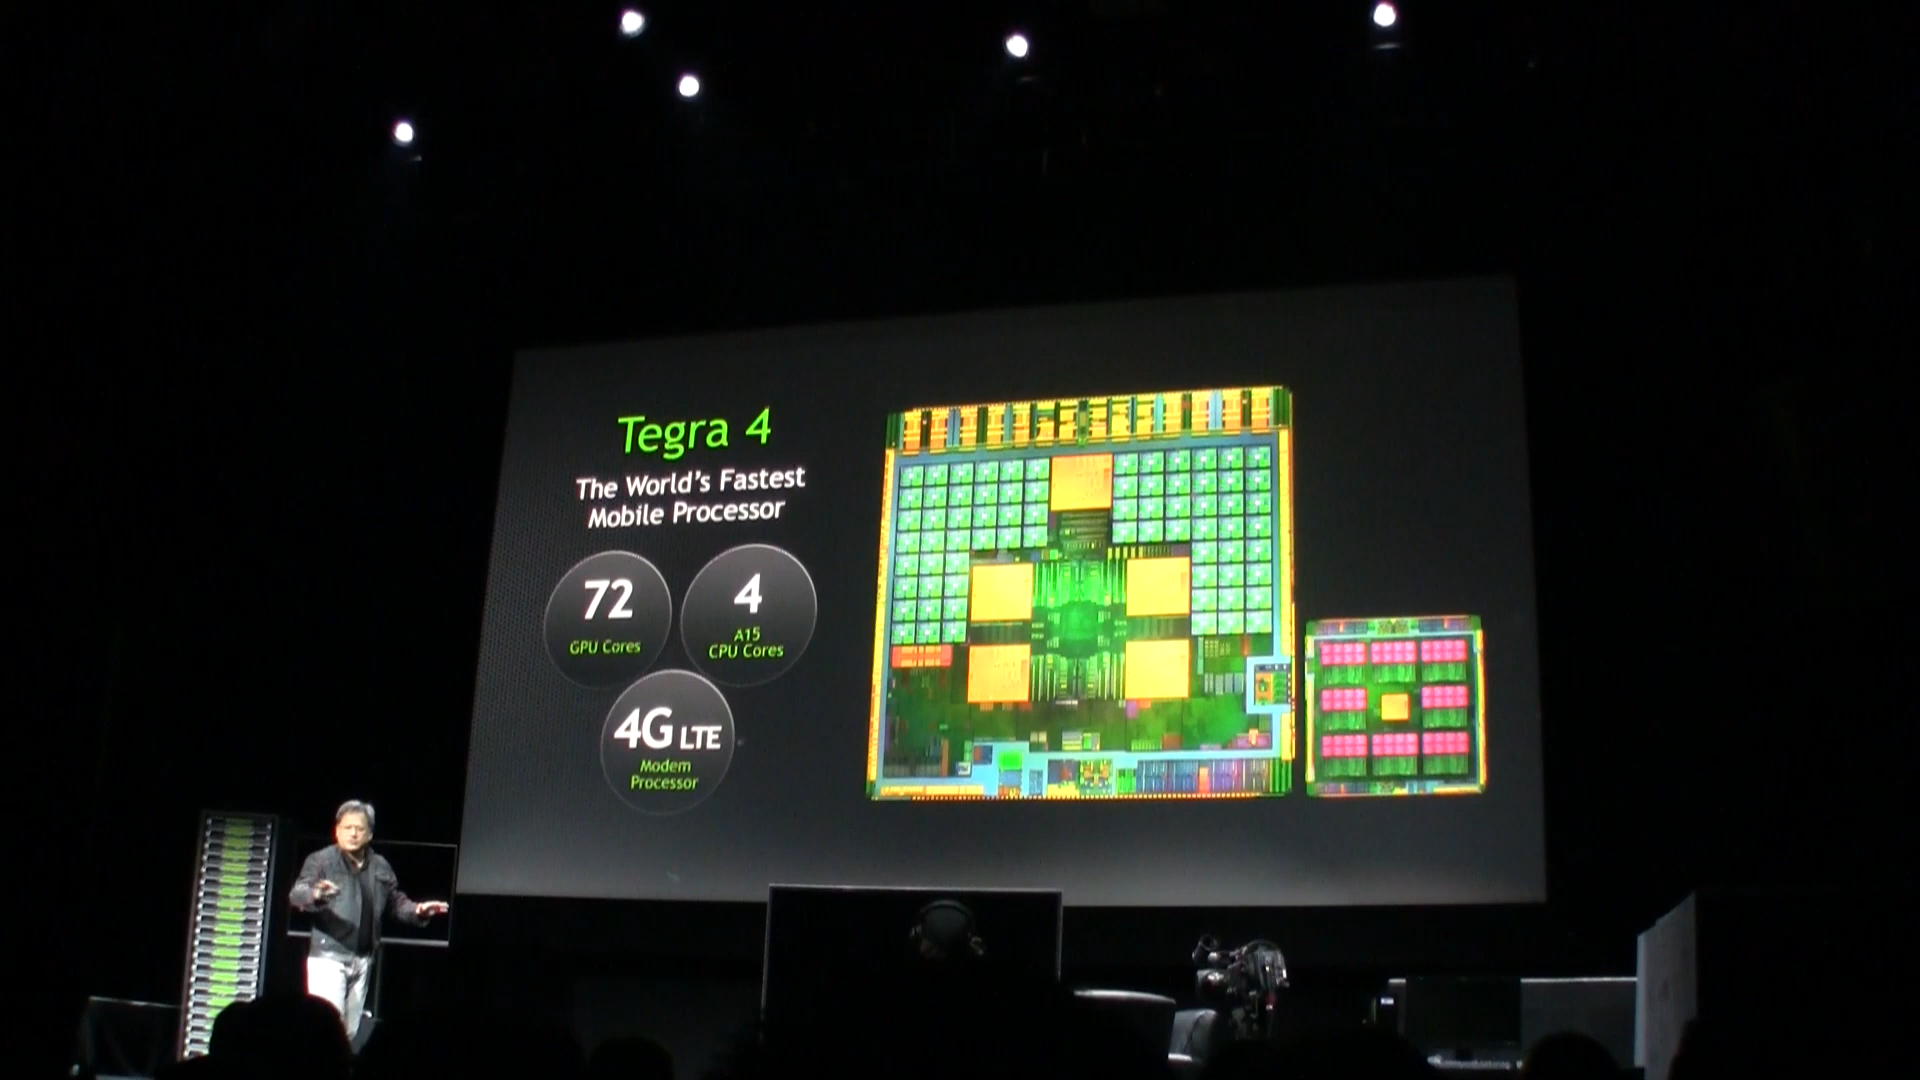 Tegra 4
The World's Fastest
Mobile Processor
72
GPU Cores
4
A15
CPU Cores
4G LTE
Modem
Processor